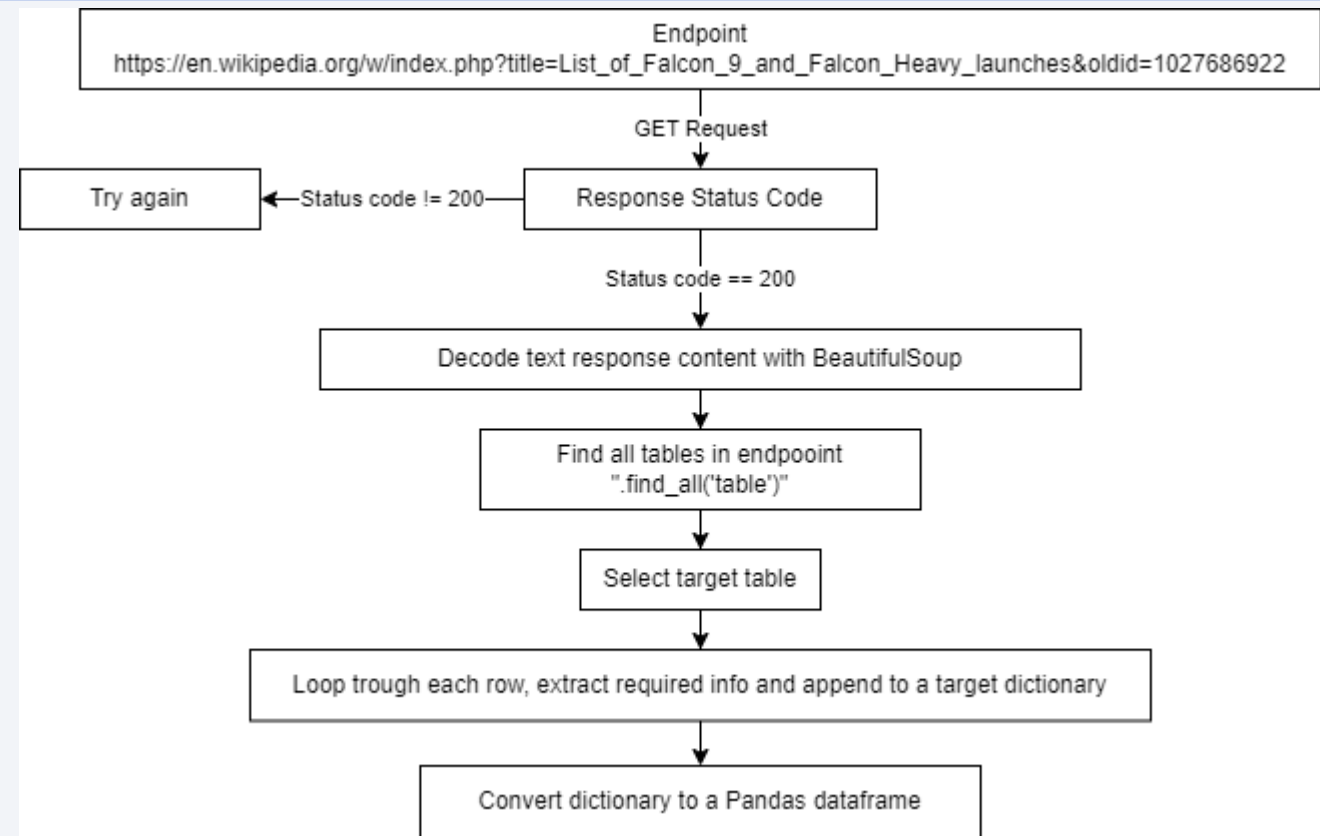 Endpoint
https://en.wikipedia.org/w/index.php?title=List_of_Falcon_9_and_Falcon_Heavy_launches&oldid=1027686922
GET Request
Try again
Status code != 200
Response Status Code
Status code == 200
Decode text response content with BeautifulSoup
Find all tables in endpooint
".find_all('table')"
Select target table
Loop trough each row, extract required info and append to a target dictionary
Convert dictionary to a Pandas dataframe